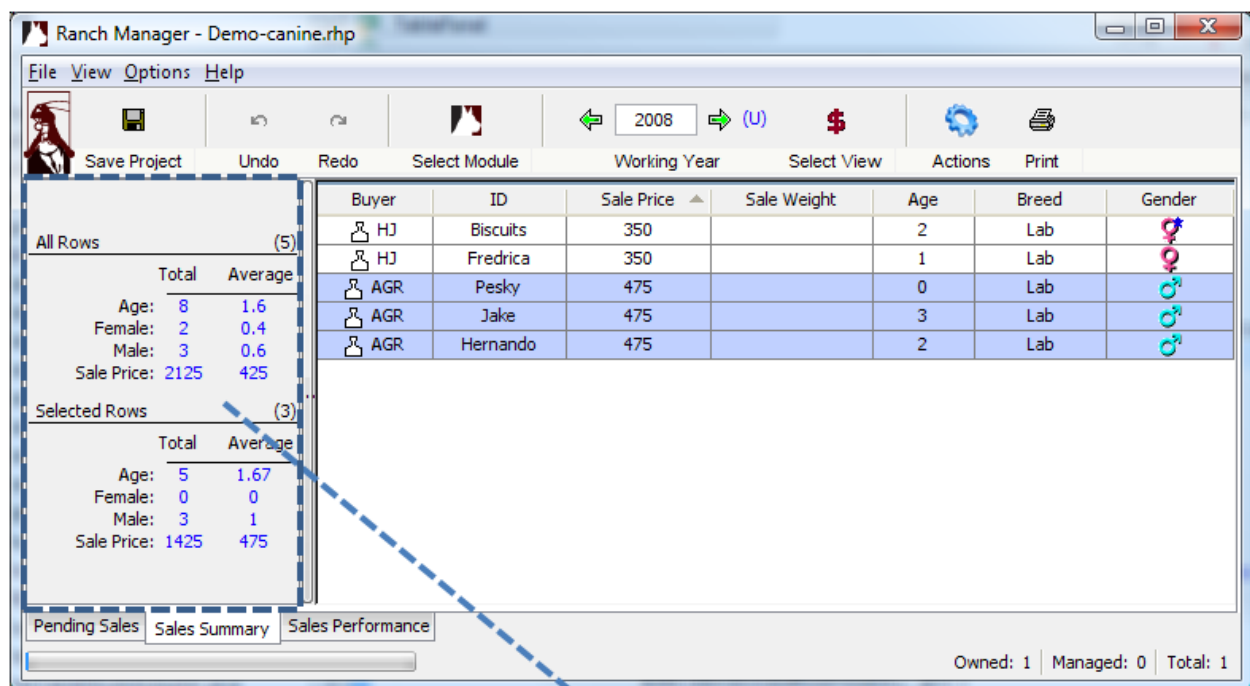 Ranch Manager - Demo-canine.rhp
File View Options Help
2008 (U) $
Save Project Undo Redo Select Module Working Year Select View Actions Print
Buyer ID Sale Price Sale Weight Age Breed Gender
HJ Biscuits 350 2 Lab
HJ Fredrica 350 1 Lab
AGR Pesky 475 0 Lab
AGR Jake 475 3 Lab
AGR Hernando 475 2 Lab
All Rows (5)
Total Average
Age: 8 1.6
Female: 2 0.4
Male: 3 0.6
Sale Price: 2125 425
Selected Rows (3)
Total Average
Age: 5 1.67
Female: 0 0
Male: 3 1
Sale Price: 1425 475
Pending Sales Sales Summary Sales Performance
Owned: 1 Managed: 0 Total: 1